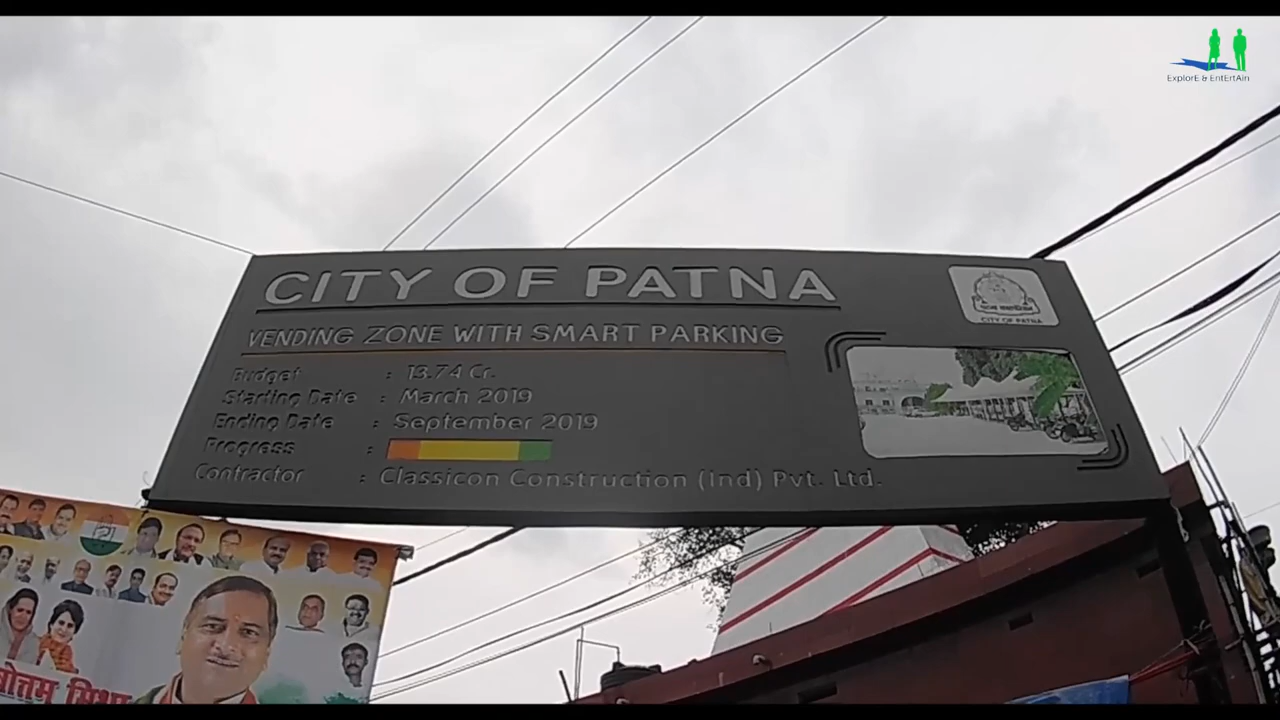 ExplorE & EntErtAin
CITY OF PATNA
CITY OF PATNA
VENDING ZONE WITH SMART PARKING
Budget : 13.74 Cr.
Starting Date : March 2019
Ending Date : September 2019
Progress :
Contractor : Classicon Construction (Ind) Pvt. Ltd.